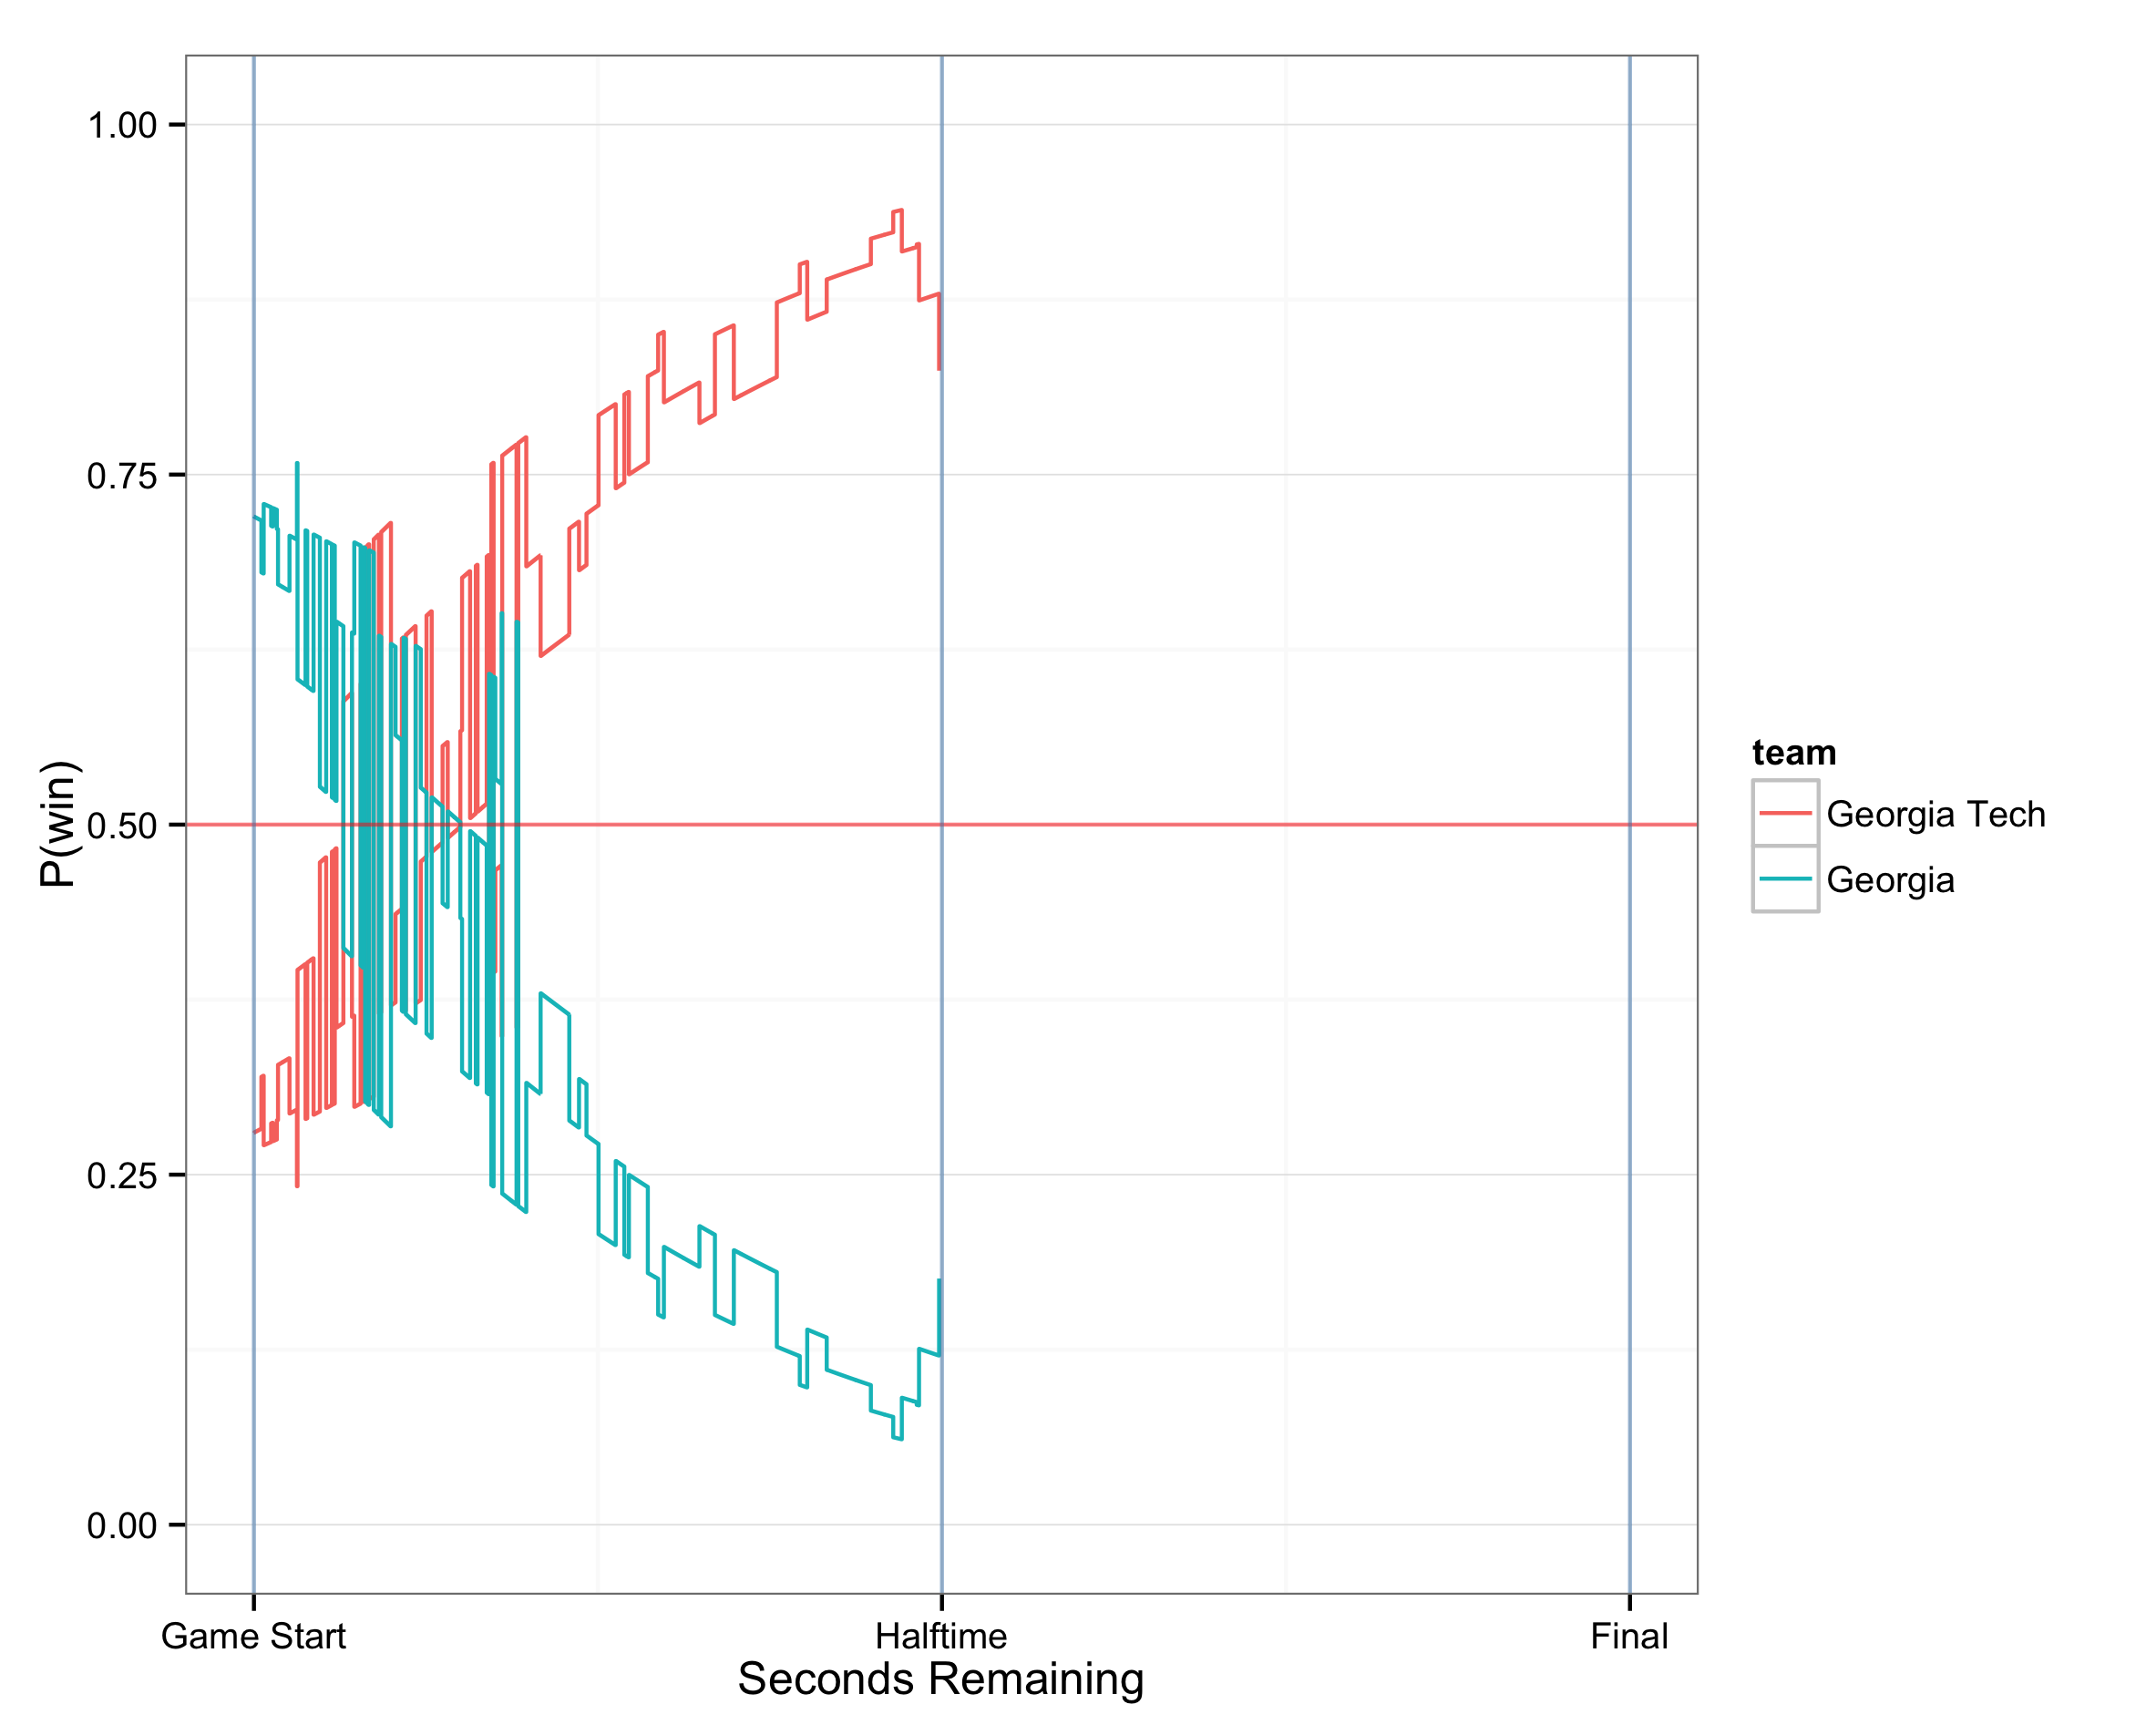 1.00
0.75
0.50
0.25
0.00
P(win)
Game Start
Halftime
Final
Seconds Remaining
team
Georgia Tech
Georgia